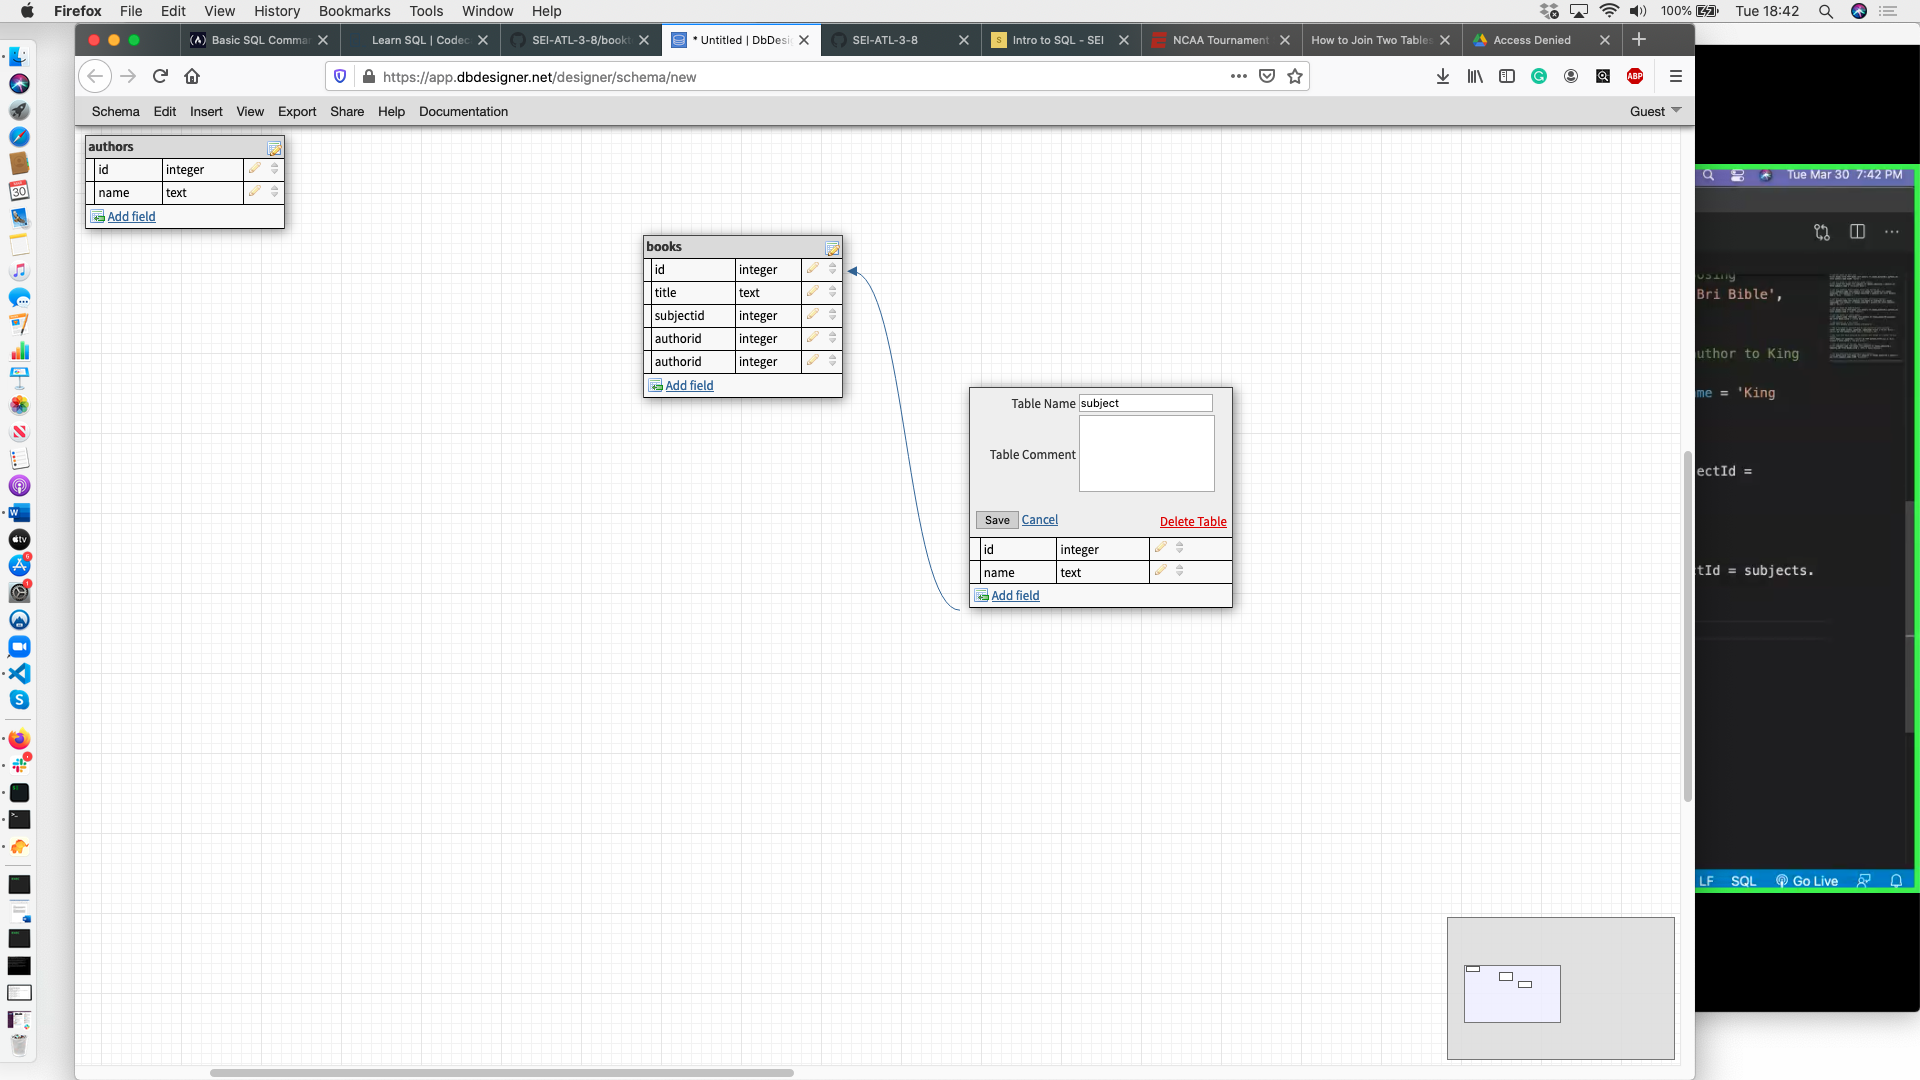 Firefox File Edit View History Bookmarks Tools Window Help
100% Tue 18:42
Basic SQL Comma
Learn SQL | Codec
SEI-ATL-3-8/bookt
* Untitled | DbDesi
SEI-ATL-3-8
Intro to SQL - SEI
NCAA Tournament
How to Join Two Tables
Access Denied
https://app.dbdesigner.net/designer/schema/new
ABP
Schema Edit Insert View Export Share Help Documentation
Guest
authors
id integer
name text
Add field
books
id integer
title text
subjectid integer
authorid integer
authorid integer
Add field
Table Name subject
Table Comment
Save Cancel Delete Table
id integer
name text
Add field
Tue Mar 30 7:42 PM
Bri Bible',
uthor to King
me = 'King
ectId =
tId = subjects.
LF SQL Go Live